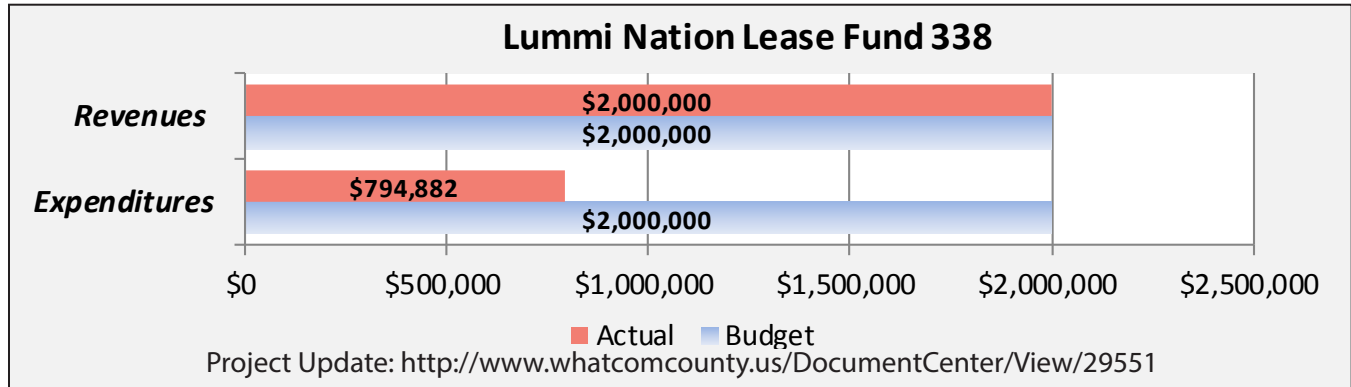 Lummi Nation Lease Fund 338
Revenues
$2,000,000
$2,000,000
Expenditures
$794,882
$2,000,000
$0 $500,000 $1,000,000 $1,500,000 $2,000,000 $2,500,000
Actual Budget
Project Update: http://www.whatcomcounty.us/DocumentCenter/View/29551